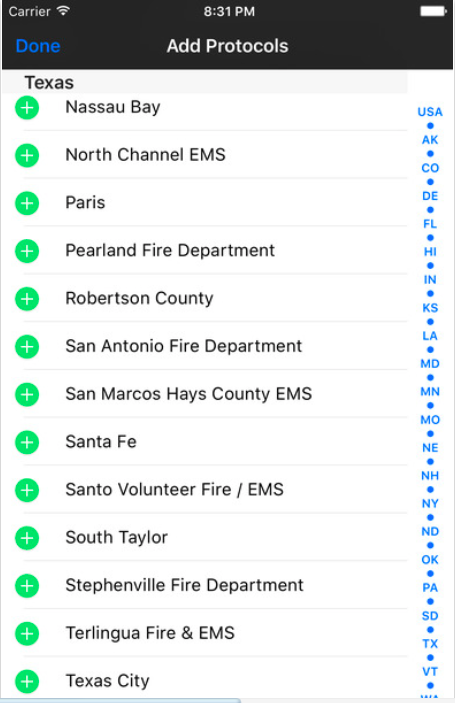 Carrier 8:31 PM
Done Add Protocols
Texas
Nassau Bay
North Channel EMS
Paris
Pearland Fire Department
Robertson County
San Antonio Fire Department
San Marcos Hays County EMS
Santa Fe
Santo Volunteer Fire / EMS
South Taylor
Stephenville Fire Department
Terlingua Fire & EMS
Texas City
USA
AK
CO
DE
FL
HI
IN
KS
LA
MD
MN
MO
NE
NH
NY
ND
OK
PA
SD
TX
VT